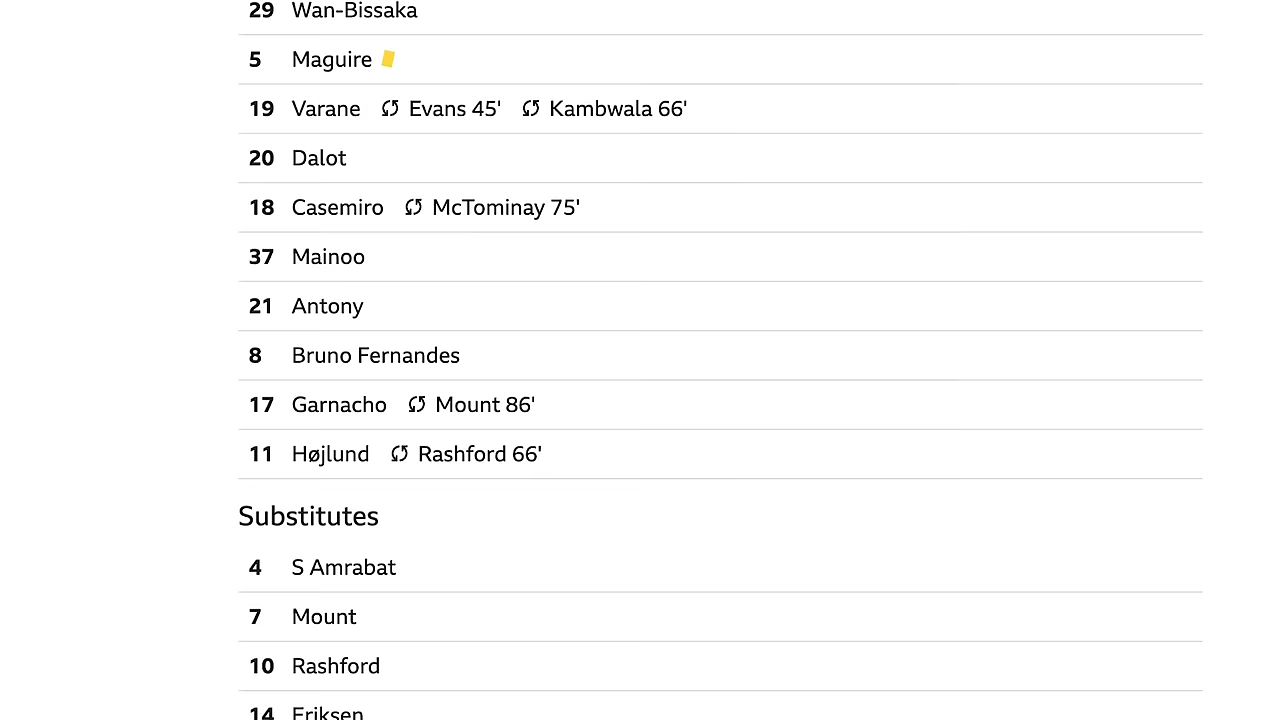 29 Wan-Bissaka
5 Maguire
19 Varane Evans 45' Kambwala 66'
20 Dalot
18 Casemiro McTominay 75'
37 Mainoo
21 Antony
8 Bruno Fernandes
17 Garnacho Mount 86'
11 Højlund Rashford 66'
Substitutes
4 S Amrabat
7 Mount
10 Rashford
14 Eriksen